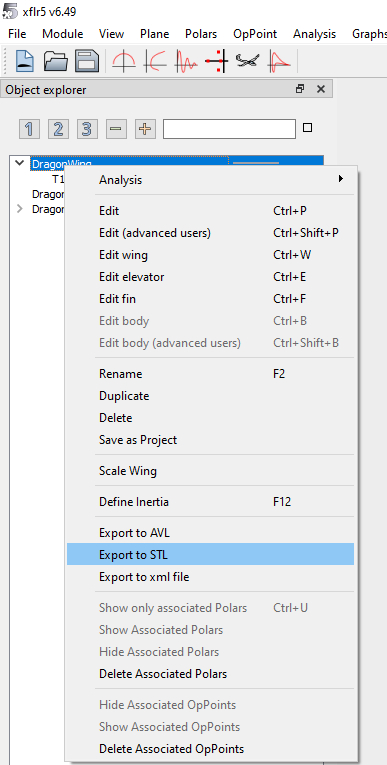 xflr5 v6.49
File Module View Plane Polars OpPoint Analysis Graphs
Object explorer
1 2 3
DragonWing
T1
Dragon
Dragon
Analysis
Edit Ctrl+P
Edit (advanced users) Ctrl+Shift+P
Edit wing Ctrl+W
Edit elevator Ctrl+E
Edit fin Ctrl+F
Edit body Ctrl+B
Edit body (advanced users) Ctrl+Shift+B
Rename F2
Duplicate
Delete
Save as Project
Scale Wing
Define Inertia F12
Export to AVL
Export to STL
Export to xml file
Show only associated Polars Ctrl+U
Show Associated Polars
Hide Associated Polars
Delete Associated Polars
Hide Associated OpPoints
Show Associated OpPoints
Delete Associated OpPoints